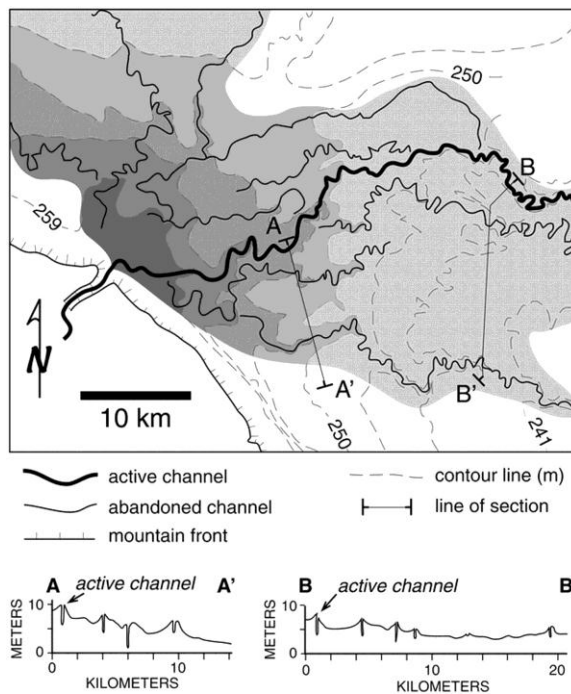 250
B
A
259
N
10 km
A'
B'
250
241
active channel
abandoned channel
mountain front
contour line (m)
line of section
A active channel A'
METERS
10
5
0
0 10
KILOMETERS
B active channel B
METERS
10
5
0
0 10 20
KILOMETERS